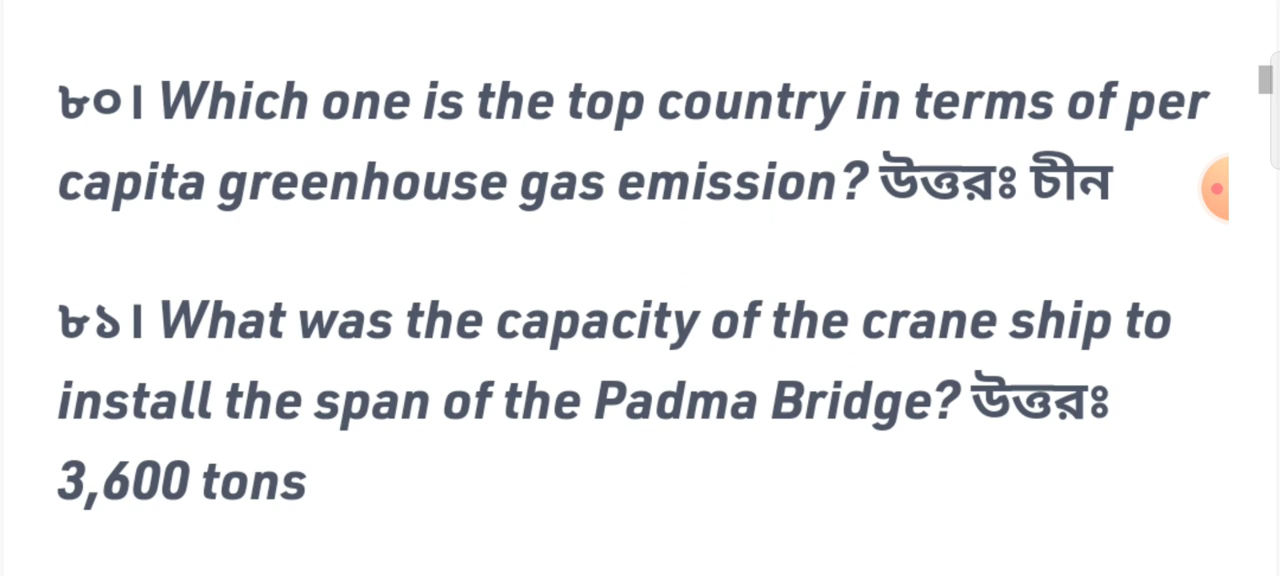 ৮০। Which one is the top country in terms of per
capita greenhouse gas emission? উত্তরঃ চীন
৮১। What was the capacity of the crane ship to
install the span of the Padma Bridge? উত্তরঃ
3,600 tons